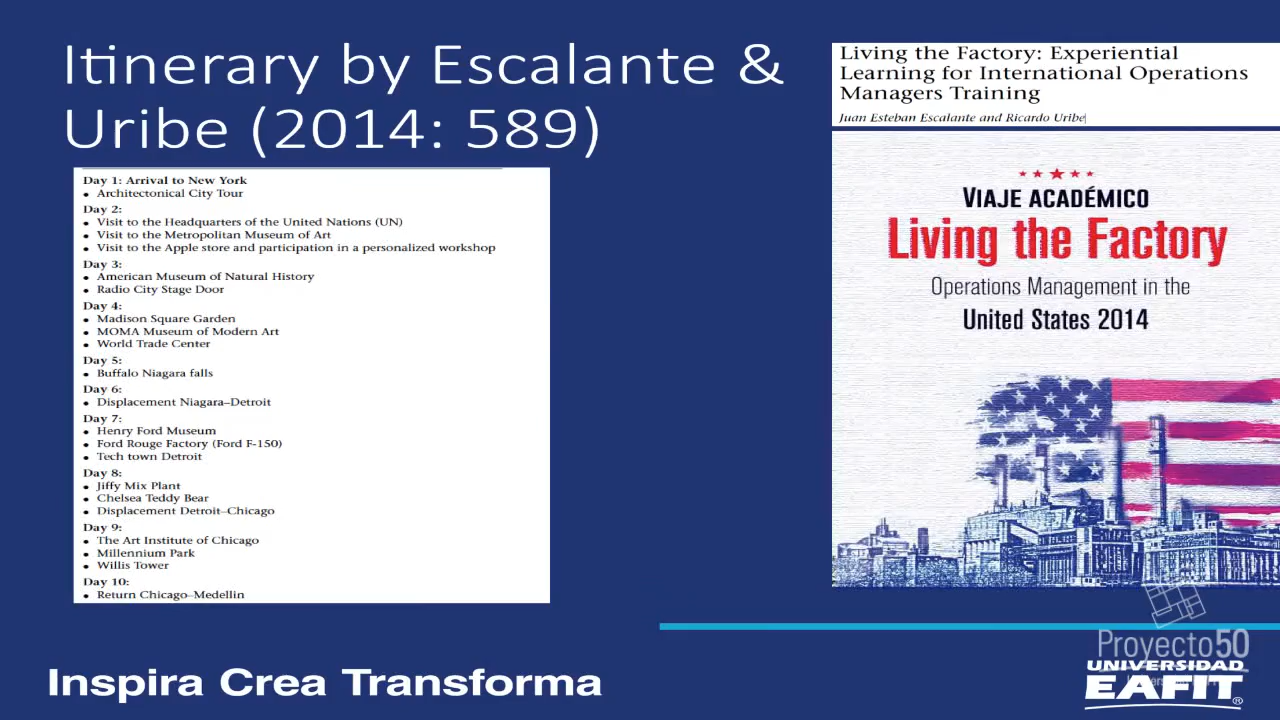 Itinerary by Escalante &
Uribe (2014: 589)
Day 1: Arrival to New York
• Architectonical City Tour
Day 2:
• Visit to the Headquarters of the United Nations (UN)
• Visit to the Metropolitan Museum of Art
• Visit to the Apple store and participation in a personalized workshop
Day 3:
• American Museum of Natural History
• Radio City Stage Door
Day 4:
• Madison Square Garden
• MOMA Museum of Modern Art
• World Trade Center
Day 5:
• Buffalo Niagara falls
Day 6:
• Displacement Niagara–Detroit
Day 7:
• Henry Ford Museum
• Ford Rouge Factory (Ford F-150)
• Tech town Detroit
Day 8:
• Jiffy Mix Plant
• Chelsea Teddy Bear
• Displacement Detroit–Chicago
Day 9:
• The Art Institute of Chicago
• Millennium Park
• Willis Tower
Day 10:
• Return Chicago–Medellin
Living the Factory: Experiential
Learning for International Operations
Managers Training
Juan Esteban Escalante and Ricardo Uribe
VIAJE ACADÉMICO
Living the Factory
Operations Management in the
United States 2014
Inspira Crea Transforma
Proyecto50
UNIVERSIDAD
EAFIT®